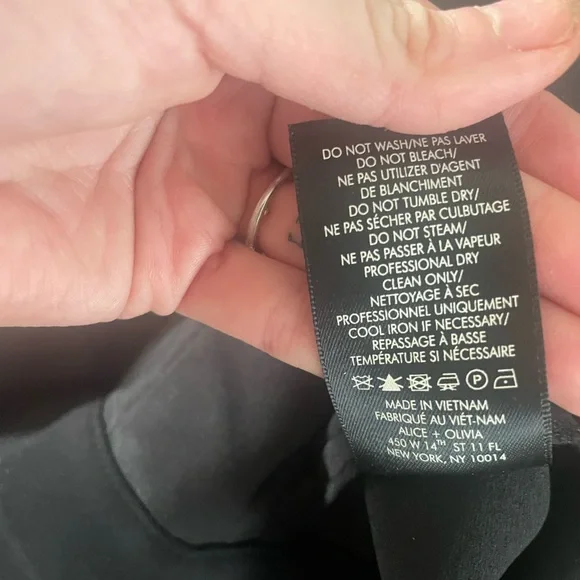 DO NOT WASH/NE PAS LAVER
DO NOT BLEACH/
NE PAS UTILIZER D'AGENT
DE BLANCHIMENT
DO NOT TUMBLE DRY/
NE PAS SÉCHER PAR CULBUTAGE
DO NOT STEAM/
NE PAS PASSER À LA VAPEUR
PROFESSIONAL DRY
CLEAN ONLY/
NETTOYAGE À SEC
PROFESSIONNEL UNIQUEMENT
COOL IRON IF NECESSARY/
REPASSAGE À BASSE
TEMPÉRATURE SI NÉCESSAIRE
P
MADE IN VIETNAM
FABRIQUÉ AU VIÊT-NAM
ALICE + OLIVIA
450 W 14TH ST 11 FL
NEW YORK, NY 10014